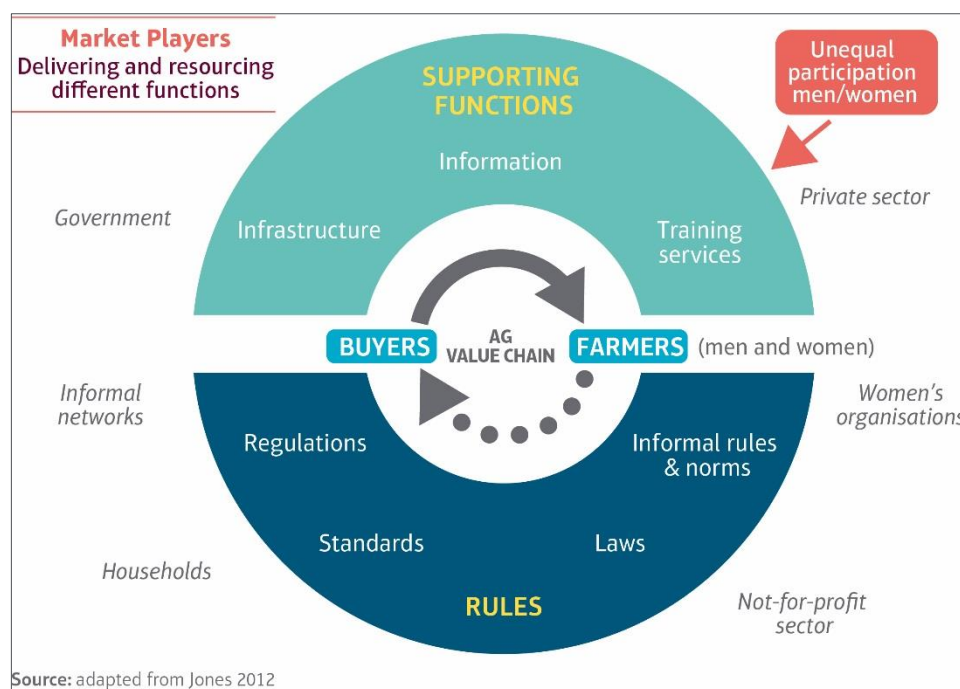 Market Players
Delivering and resourcing
different functions
Unequal
participation
men/women
SUPPORTING
FUNCTIONS
Information
Infrastructure
Training
services
Government
Private sector
BUYERS
AG
VALUE CHAIN
FARMERS
(men and women)
Informal
networks
Women's
organisations
Regulations
Informal rules
& norms
Standards
Laws
Households
RULES
Not-for-profit
sector
Source: adapted from Jones 2012